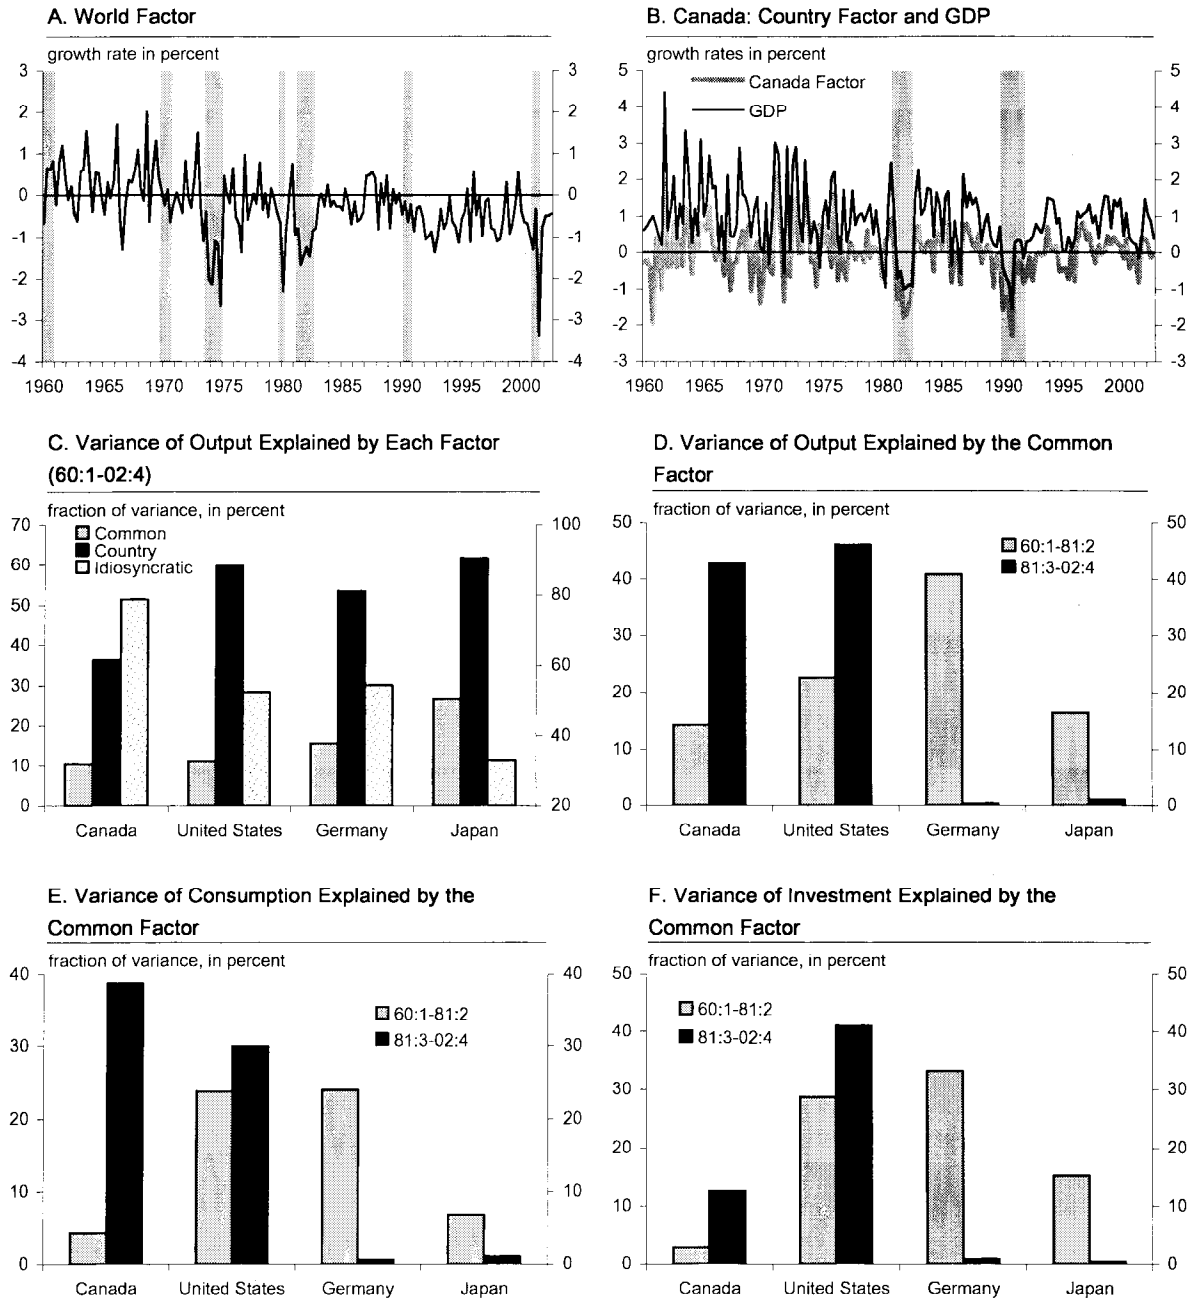 A. World Factor
growth rate in percent
3 3
2 2
1 1
0 0
-1 -1
-2 -2
-3 -3
-4 -4
1960 1965 1970 1975 1980 1985 1990 1995 2000
B. Canada: Country Factor and GDP
growth rates in percent
5 5
Canada Factor
4 4
GDP
3 3
2 2
1 1
0 0
-1 -1
-2 -2
-3 -3
1960 1965 1970 1975 1980 1985 1990 1995 2000
C. Variance of Output Explained by Each Factor
(60:1-02:4)
fraction of variance, in percent
70 100
Common
Country
60
Idiosyncratic
80
50
40
60
30
20
40
10
0 20
Canada United States Germany Japan
D. Variance of Output Explained by the Common
Factor
fraction of variance, in percent
50 50
60:1-81:2
81:3-02:4
40 40
30 30
20 20
10 10
0 0
Canada United States Germany Japan
E. Variance of Consumption Explained by the
Common Factor
fraction of variance, in percent
40 40
60:1-81:2
81:3-02:4
30 30
20 20
10 10
0 0
Canada United States Germany Japan
F. Variance of Investment Explained by the
Common Factor
fraction of variance, in percent
50 50
60:1-81:2
81:3-02:4
40 40
30 30
20 20
10 10
0 0
Canada United States Germany Japan